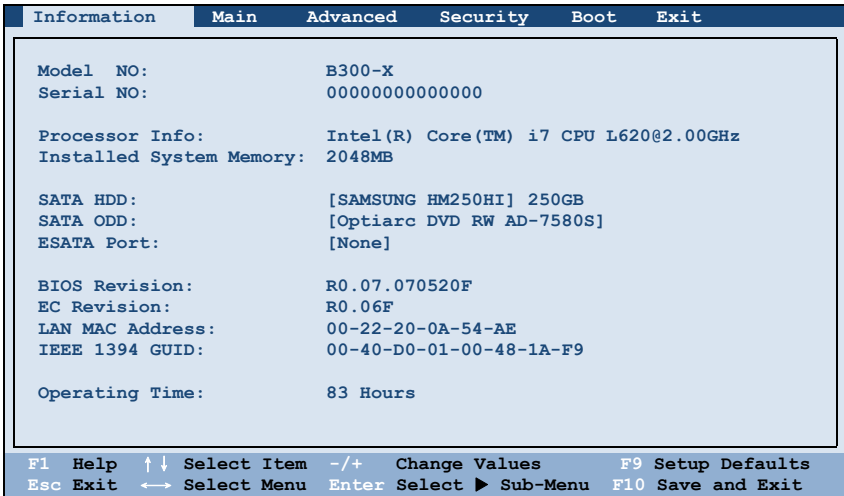 Information Main Advanced Security Boot Exit
Model NO: B300-X
Serial NO: 00000000000000
Processor Info: Intel(R) Core(TM) i7 CPU L620@2.00GHz
Installed System Memory: 2048MB
SATA HDD: [SAMSUNG HM250HI] 250GB
SATA ODD: [Optiarc DVD RW AD-7580S]
ESATA Port: [None]
BIOS Revision: R0.07.070520F
EC Revision: R0.06F
LAN MAC Address: 00-22-20-0A-54-AE
IEEE 1394 GUID: 00-40-D0-01-00-48-1A-F9
Operating Time: 83 Hours
F1 Help ↑↓ Select Item -/+ Change Values F9 Setup Defaults
Esc Exit ←→ Select Menu Enter Select ▶ Sub-Menu F10 Save and Exit